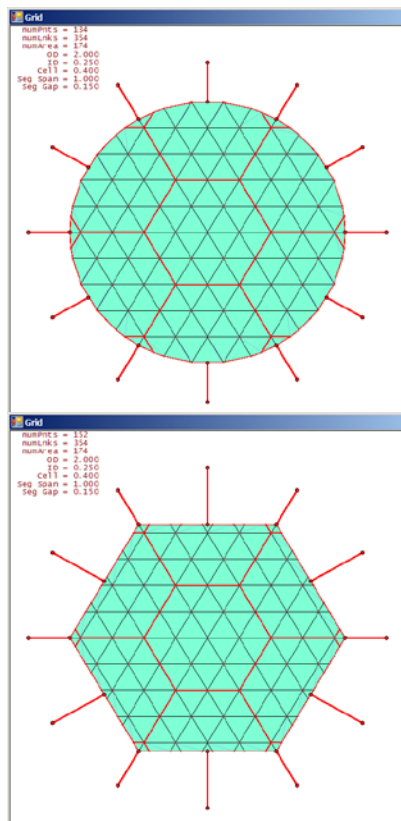 Grid
numPnts = 134
numLnks = 354
numArea = 174
OD = 2.000
ID = 0.250
Cell = 0.400
Seg Span = 1.000
Seg Gap = 0.150
Grid
numPnts = 152
numLnks = 354
numArea = 174
OD = 2.000
ID = 0.250
Cell = 0.400
Seg Span = 1.000
Seg Gap = 0.150